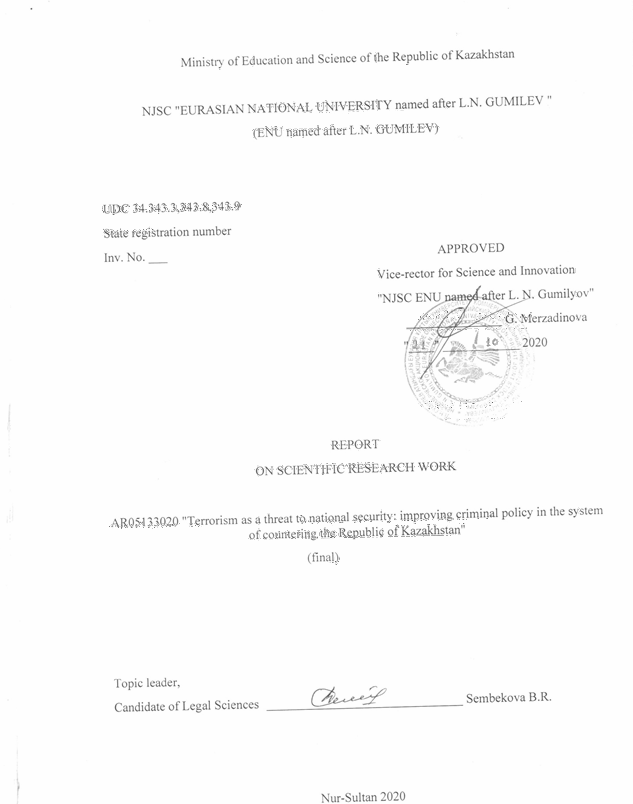 Ministry of Education and Science of the Republic of Kazakhstan
NJSC "EURASIAN NATIONAL UNIVERSITY named after L.N. GUMILEV "
(ENU named after L.N. GUMILEV)
UDC 34.343.3,343.8,343.9
State registration number
Inv. No. ___
APPROVED
Vice-rector for Science and Innovation
"NJSC ENU named after L. N. Gumilyov"
G. Merzadinova
"21" 10 2020
REPORT
ON SCIENTIFIC RESEARCH WORK
AR05133020 "Terrorism as a threat to national security: improving criminal policy in the system
of countering the Republic of Kazakhstan"
(final)
Topic leader,
Candidate of Legal Sciences ____ Sembekova B.R.
Nur-Sultan 2020